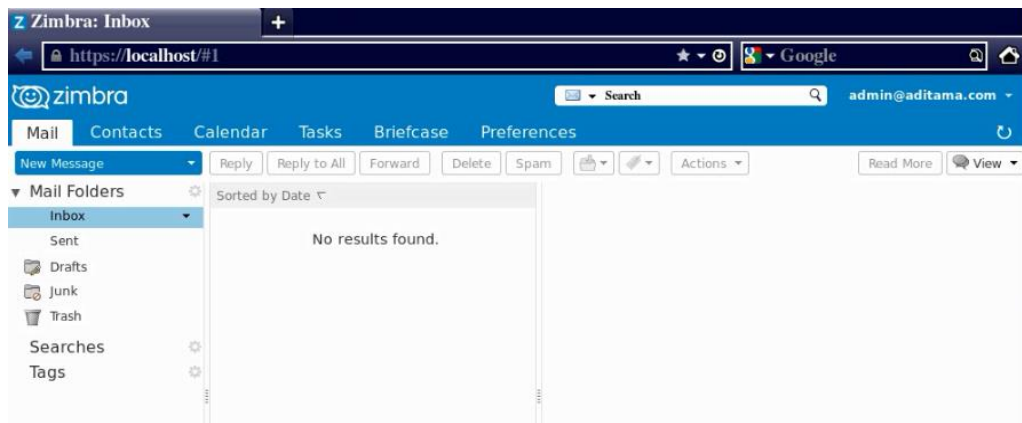 Z Zimbra: Inbox +
https://localhost/#1 Google
zimbra Search admin@aditama.com
Mail Contacts Calendar Tasks Briefcase Preferences
New Message Reply Reply to All Forward Delete Spam Actions Read More View
Mail Folders Sorted by Date
Inbox
No results found.
Sent
Drafts
Junk
Trash
Searches
Tags